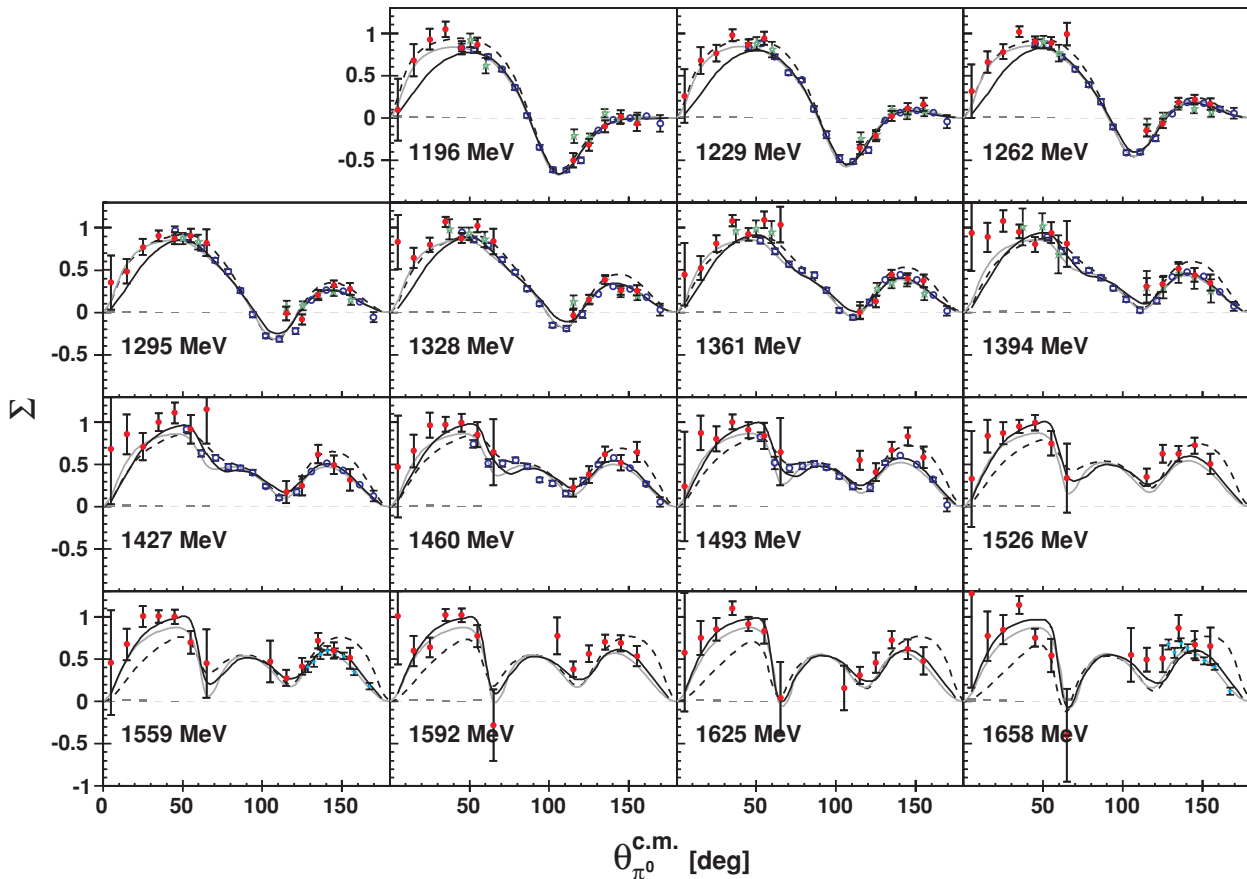 1
0.5
0
-0.5
1196 MeV
1229 MeV
1262 MeV
1
0.5
0
-0.5
1295 MeV
1328 MeV
1361 MeV
1394 MeV
Σ
1
0.5
0
-0.5
1427 MeV
1460 MeV
1493 MeV
1526 MeV
1
0.5
0
-0.5
-1
1559 MeV
1592 MeV
1625 MeV
1658 MeV
0 50 100 150 50 100 150 50 100 150 50 100 150
θ_{π^0}^{c.m.} [deg]